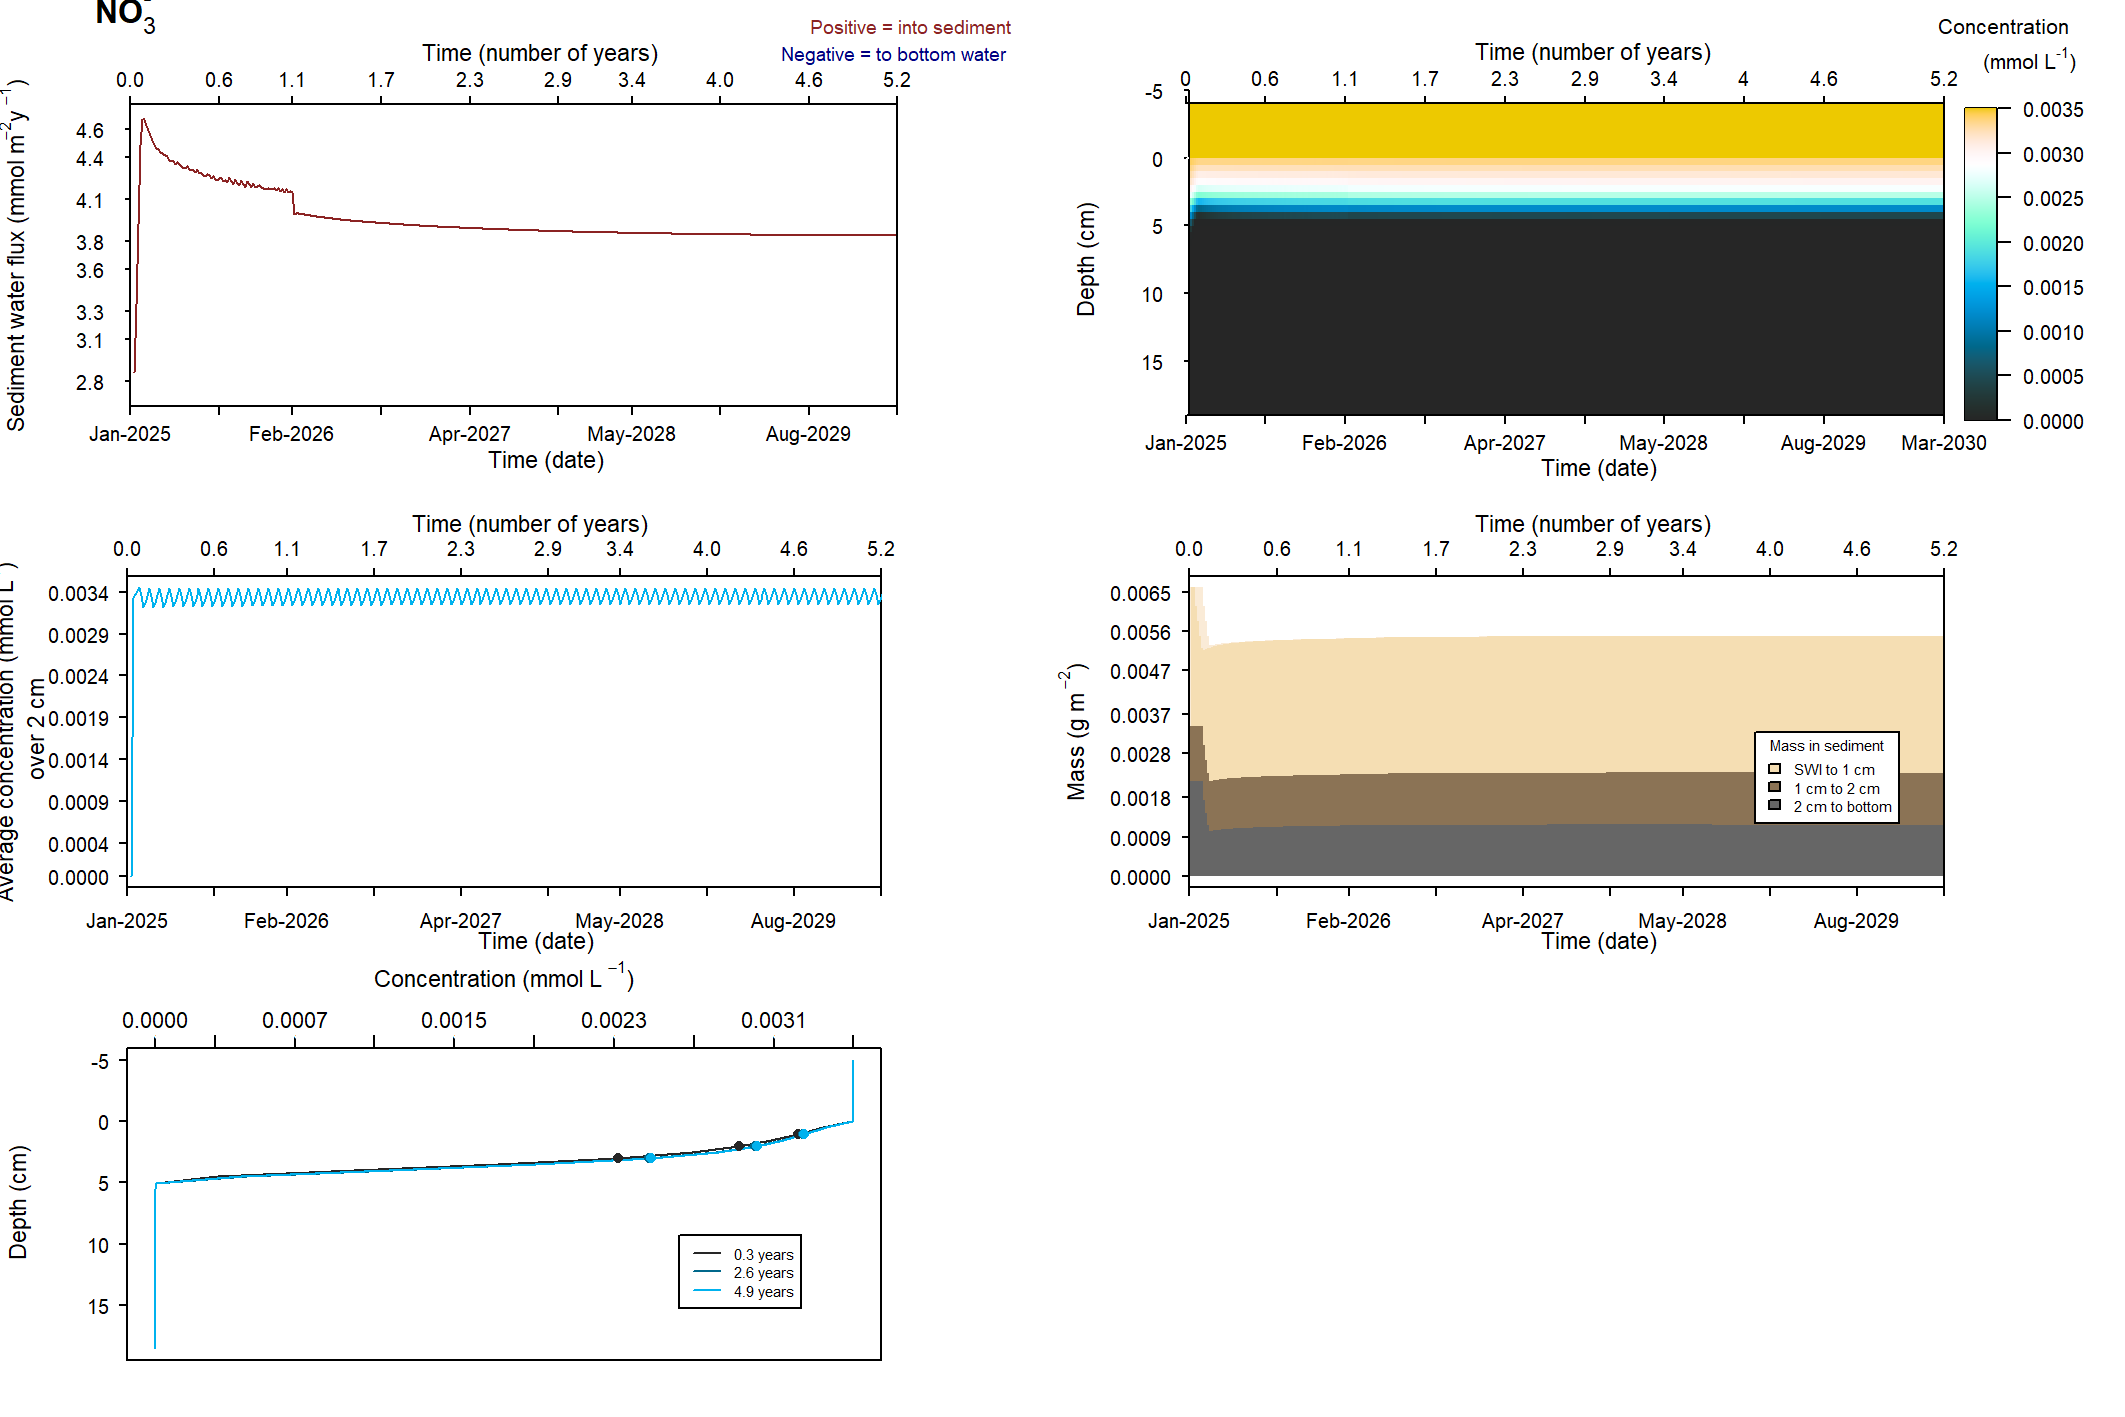 NO3-
Positive = into sediment
Negative = to bottom water
Time (number of years)
0.0 0.6 1.1 1.7 2.3 2.9 3.4 4.0 4.6 5.2
Sediment water flux (mmol m−2y−1)
4.6
4.4
4.1
3.8
3.6
3.3
3.1
2.8
Jan-2025 Feb-2026 Apr-2027 May-2028 Aug-2029
Time (date)
Concentration
(mmol L-1)
Time (number of years)
0 0.6 1.1 1.7 2.3 2.9 3.4 4 4.6 5.2
Depth (cm)
-5
0
5
10
15
0.0035
0.0030
0.0025
0.0020
0.0015
0.0010
0.0005
0.0000
Jan-2025 Feb-2026 Apr-2027 May-2028 Aug-2029 Mar-2030
Time (date)
Time (number of years)
0.0 0.6 1.1 1.7 2.3 2.9 3.4 4.0 4.6 5.2
Average concentration (mmol L )
over 2 cm
0.0034
0.0029
0.0024
0.0019
0.0014
0.0009
0.0004
0.0000
Jan-2025 Feb-2026 Apr-2027 May-2028 Aug-2029
Time (date)
Time (number of years)
0.0 0.6 1.1 1.7 2.3 2.9 3.4 4.0 4.6 5.2
Mass (g m−2)
0.0065
0.0056
0.0047
0.0037
0.0028
0.0018
0.0009
0.0000
Mass in sediment
SWI to 1 cm
1 cm to 2 cm
2 cm to bottom
Jan-2025 Feb-2026 Apr-2027 May-2028 Aug-2029
Time (date)
Concentration (mmol L−1)
0.0000 0.0007 0.0015 0.0023 0.0031
Depth (cm)
-5
0
5
10
15
0.3 years
2.6 years
4.9 years